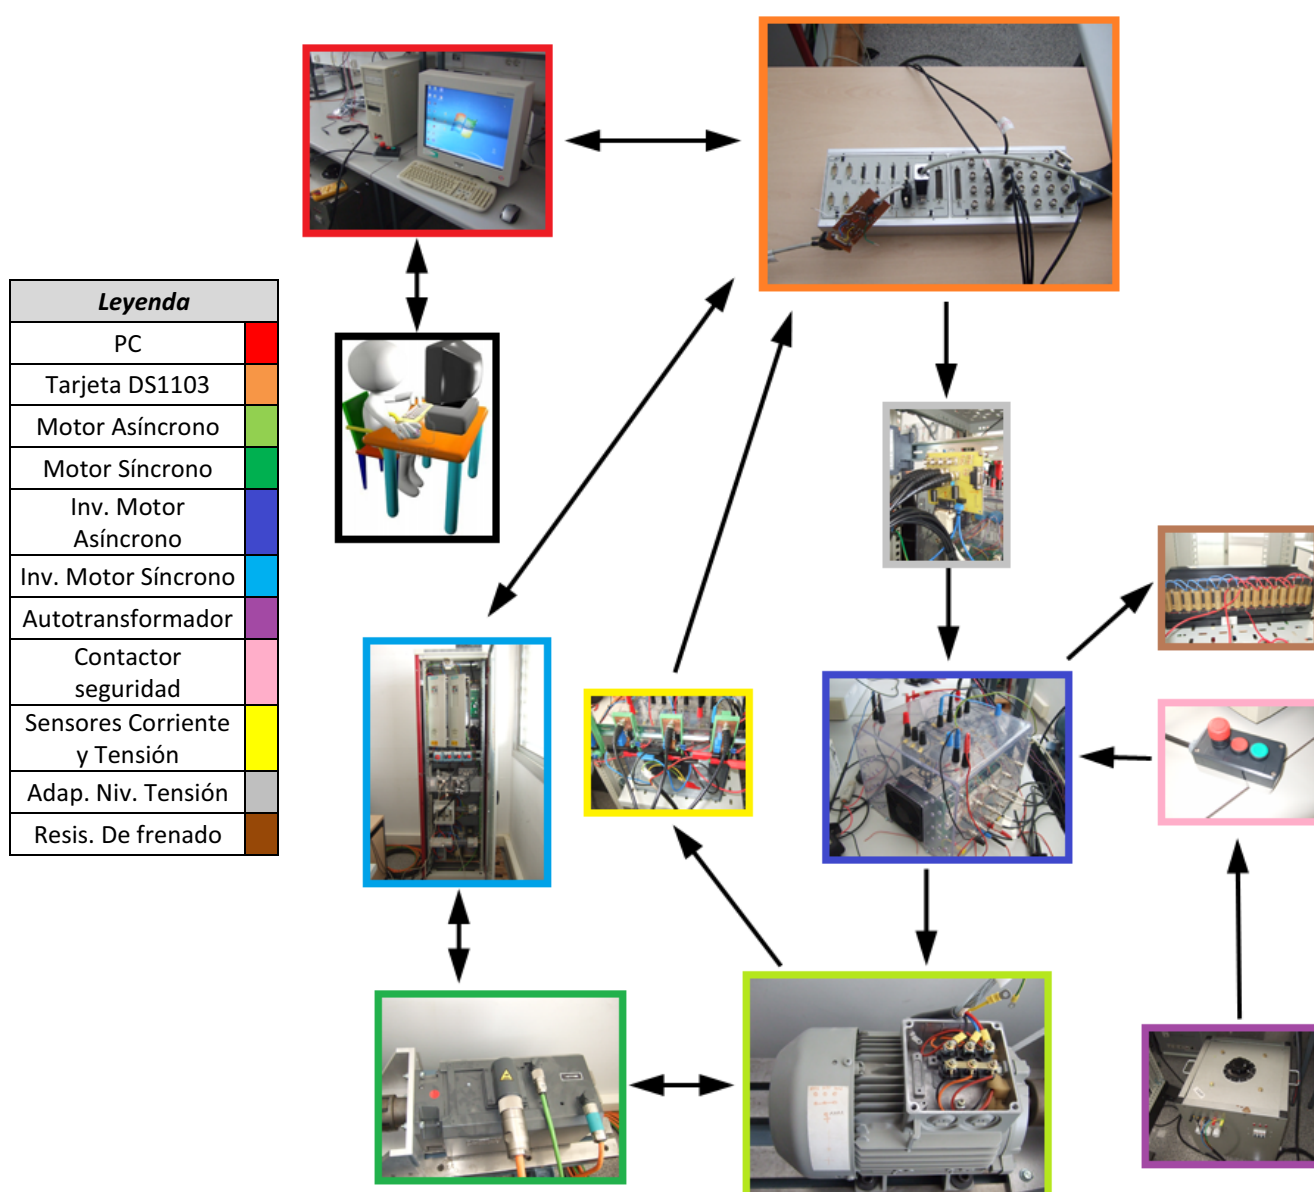 Leyenda
PC
Tarjeta DS1103
Motor Asíncrono
Motor Síncrono
Inv. Motor
Asíncrono
Inv. Motor Síncrono
Autotransformador
Contactor
seguridad
Sensores Corriente
y Tensión
Adap. Niv. Tensión
Resis. De frenado